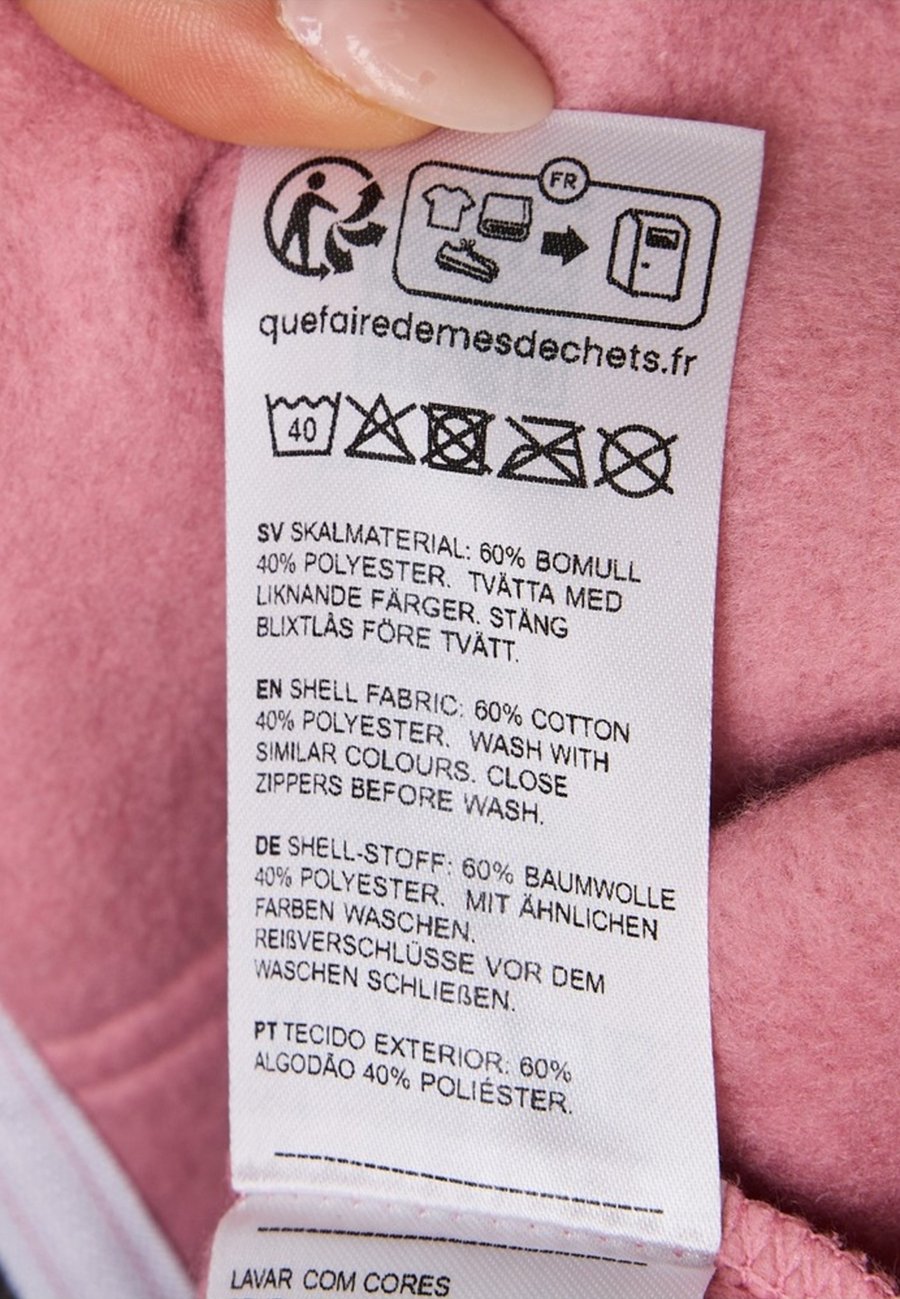 FR
quefairedemesdechets.fr
40
SV SKALMATERIAL: 60% BOMULL
40% POLYESTER. TVÄTTA MED
LIKNANDE FÄRGER. STÄNG
BLIXTLÅS FÖRE TVÄTT.
EN SHELL FABRIC: 60% COTTON
40% POLYESTER. WASH WITH
SIMILAR COLOURS. CLOSE
ZIPPERS BEFORE WASH.
DE SHELL-STOFF: 60% BAUMWOLLE
40% POLYESTER. MIT ÄHNLICHEN
FARBEN WASCHEN.
REIßVERSCHLÜSSE VOR DEM
WASCHEN SCHLIEßEN.
PT TECIDO EXTERIOR: 60%
ALGODÃO 40% POLIÉSTER.
LAVAR COM CORES